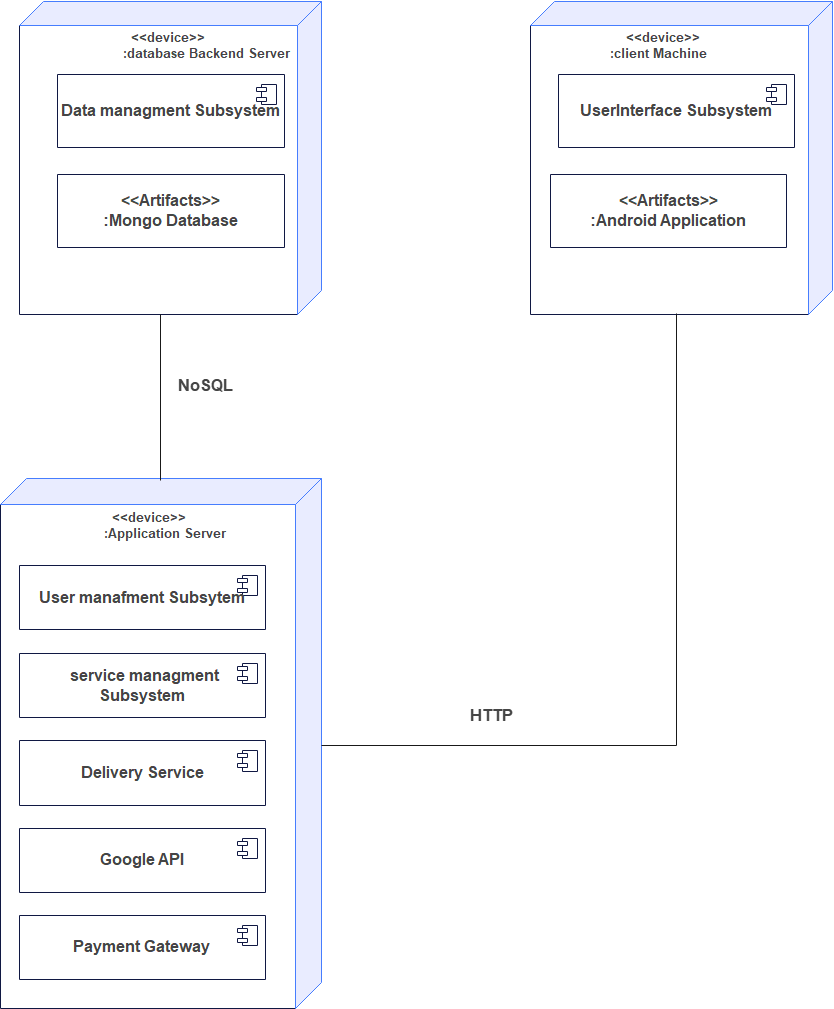 <<device>>
:database Backend Server
Data managment Subsystem
<<Artifacts>>
:Mongo Database
<<device>>
:client Machine
UserInterface Subsystem
<<Artifacts>>
:Android Application
NoSQL
<<device>>
:Application Server
User manafment Subsytem
service managment
Subsystem
Delivery Service
Google API
Payment Gateway
HTTP